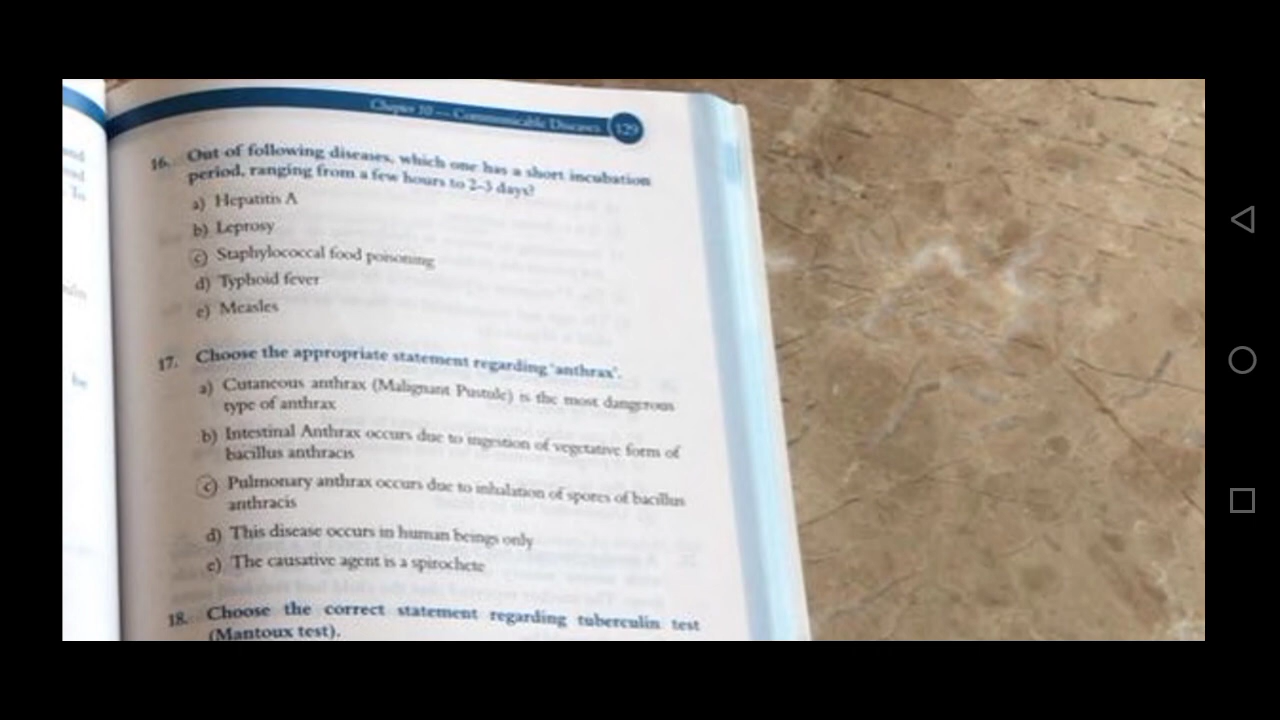 Chapter 10 — Communicable Diseases 129
16. Out of following diseases, which one has a short incubation
period, ranging from a few hours to 2-3 days?
a) Hepatitis A
b) Leprosy
c) Staphylococcal food poisoning
d) Typhoid fever
e) Measles
17. Choose the appropriate statement regarding 'anthrax'.
a) Cutaneous anthrax (Malignant Pustule) is the most dangerous
type of anthrax
b) Intestinal Anthrax occurs due to ingestion of vegetative form of
bacillus anthracis
c) Pulmonary anthrax occurs due to inhalation of spores of bacillus
anthracis
d) This disease occurs in human beings only
e) The causative agent is a spirochete
18. Choose the correct statement regarding tuberculin test
(Mantoux test).